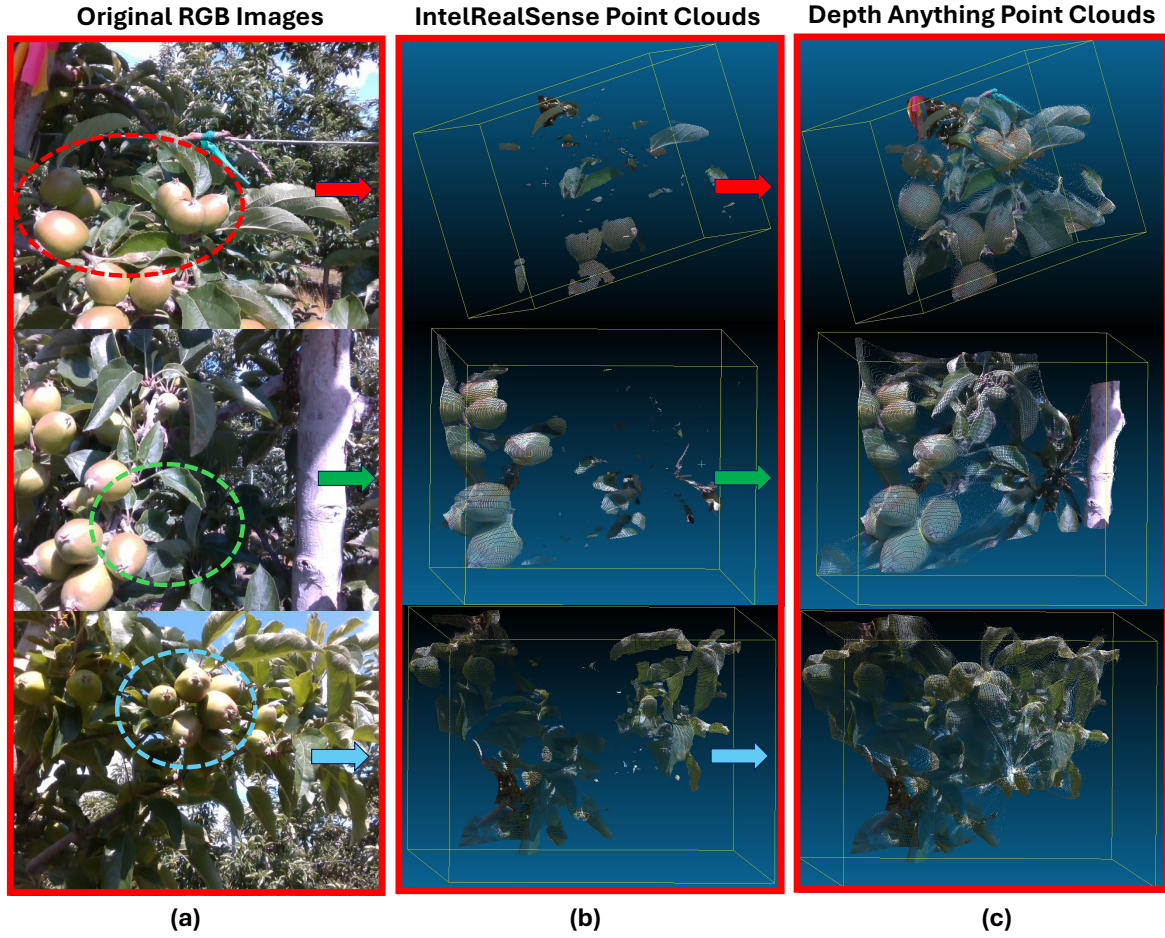 Original RGB Images
IntelRealSense Point Clouds
Depth Anything Point Clouds
(a)
(b)
(c)